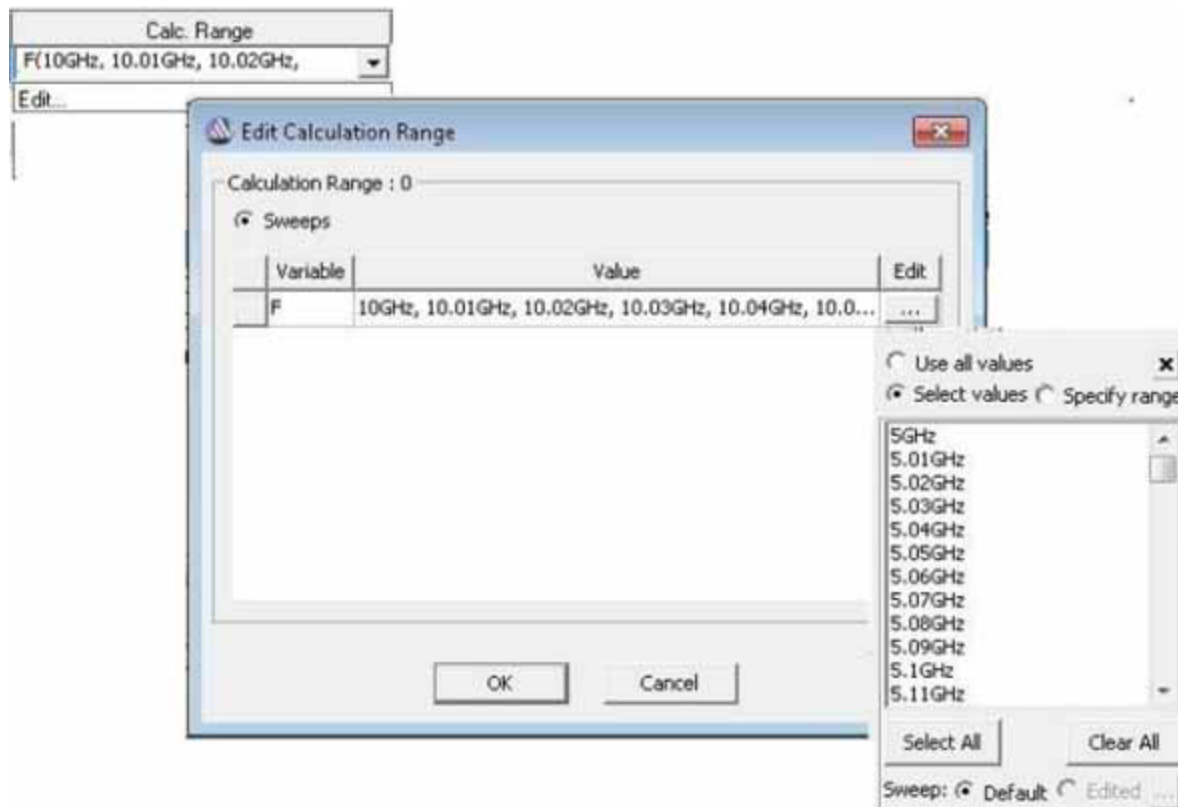 Calc. Range
F(10GHz, 10.01GHz, 10.02GHz,
Edit...
Edit Calculation Range
Calculation Range : 0
Sweeps
Variable Value Edit
F 10GHz, 10.01GHz, 10.02GHz, 10.03GHz, 10.04GHz, 10.0... ...
Use all values
Select values Specify range
5GHz
5.01GHz
5.02GHz
5.03GHz
5.04GHz
5.05GHz
5.06GHz
5.07GHz
5.08GHz
5.09GHz
5.1GHz
5.11GHz
OK Cancel
Select All Clear All
Sweep: Default Edited ...